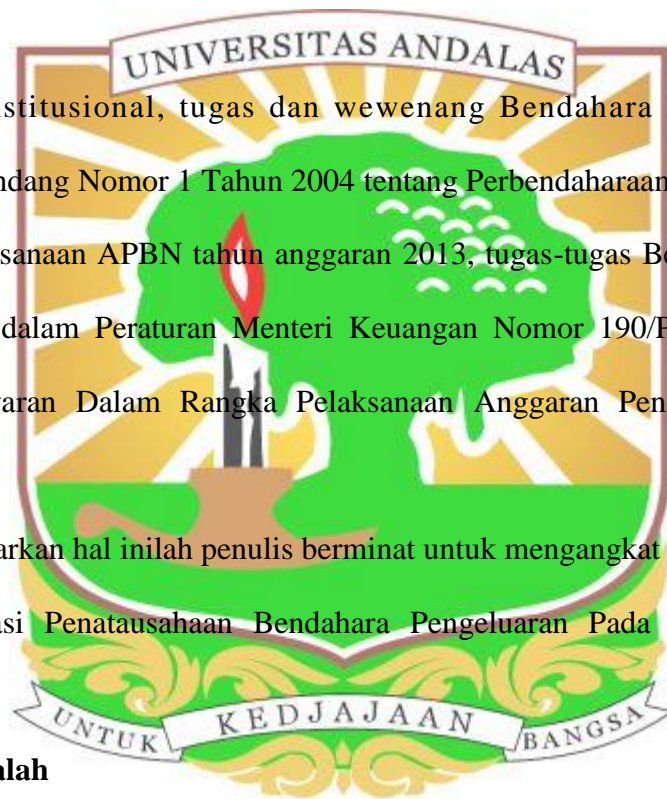 UNIVERSITAS ANDALAS
stitusional, tugas dan wewenang Bendahara
ndang Nomor 1 Tahun 2004 tentang Perbendaharaan
sanaan APBN tahun anggaran 2013, tugas-tugas Be
dalam Peraturan Menteri Keuangan Nomor 190/P
aran Dalam Rangka Pelaksanaan Anggaran Pen
arkan hal inilah penulis berminat untuk mengangkat
asi Penatausahaan Bendahara Pengeluaran Pada
UNTUK KEDJAJAAN BANGSA
alah